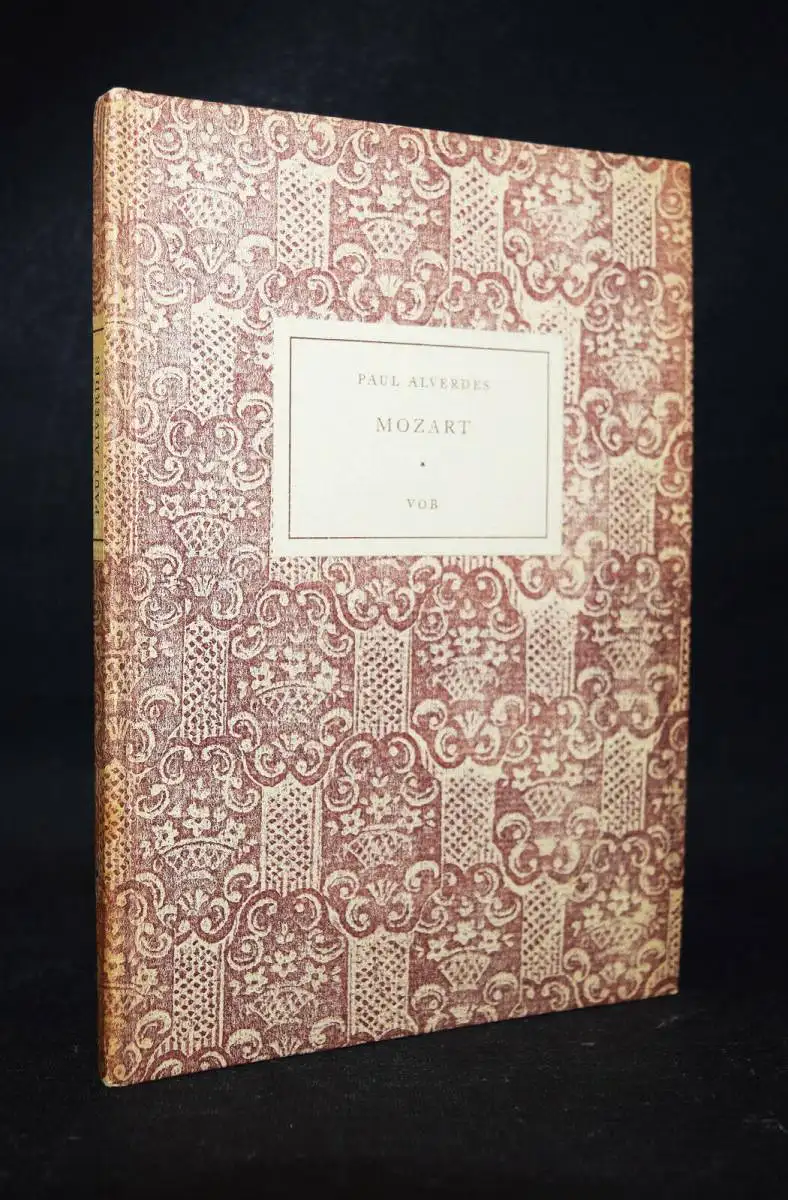 PAUL ALVERDES
MOZART
*
VOB
PAUL ALVERDES